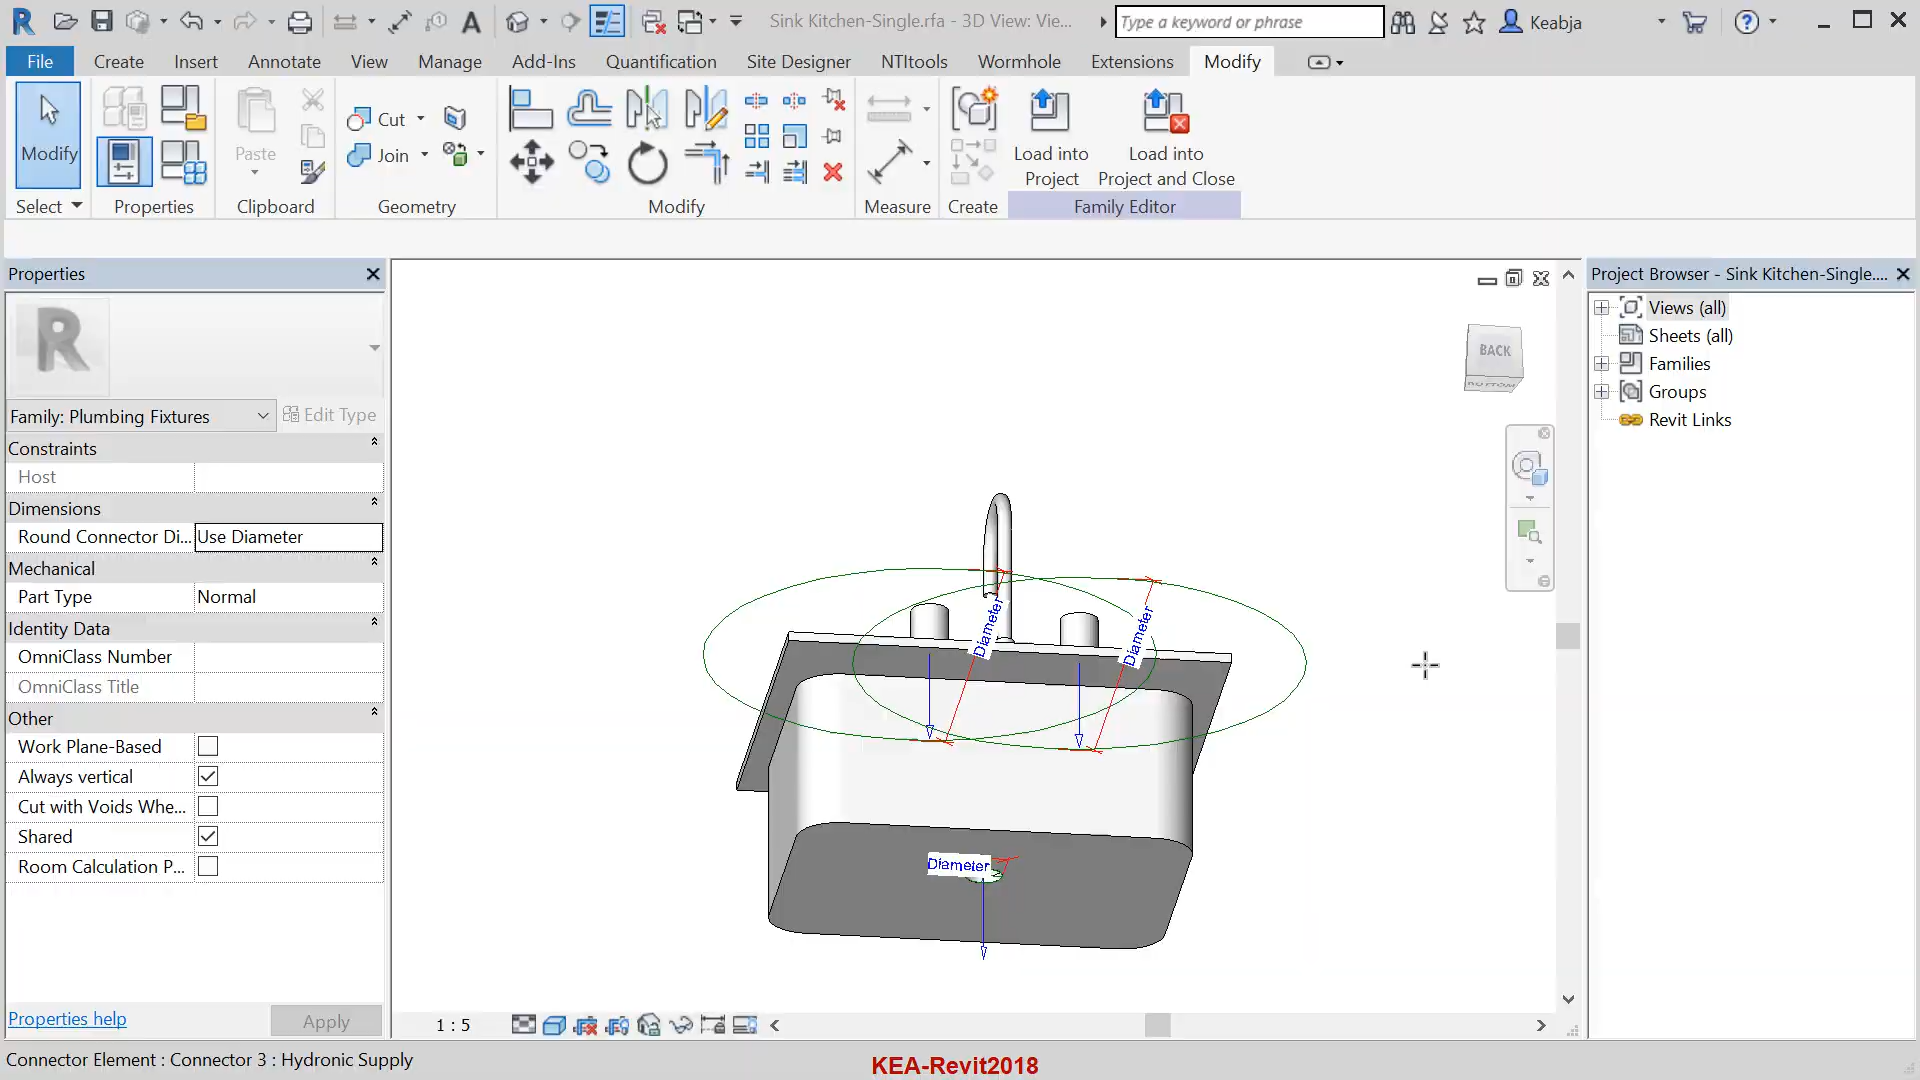 Sink Kitchen-Single.rfa - 3D View: Vie...
Type a keyword or phrase
Keabja
File Create Insert Annotate View Manage Add-Ins Quantification Site Designer NTItools Wormhole Extensions Modify
Modify
Paste
Cut
Join
Load into Project
Load into Project and Close
Select Properties Clipboard Geometry Modify Measure Create Family Editor
Properties
Family: Plumbing Fixtures
Edit Type
Constraints
Host
Dimensions
Round Connector Di... Use Diameter
Mechanical
Part Type Normal
Identity Data
OmniClass Number
OmniClass Title
Other
Work Plane-Based
Always vertical
Cut with Voids Whe...
Shared
Room Calculation P...
Properties help
Apply
BACK
BOTTOM
Diameter
Diameter
Diameter
1 : 5
Project Browser - Sink Kitchen-Single....
Views (all)
Sheets (all)
Families
Groups
Revit Links
Connector Element : Connector 3 : Hydronic Supply
KEA-Revit2018